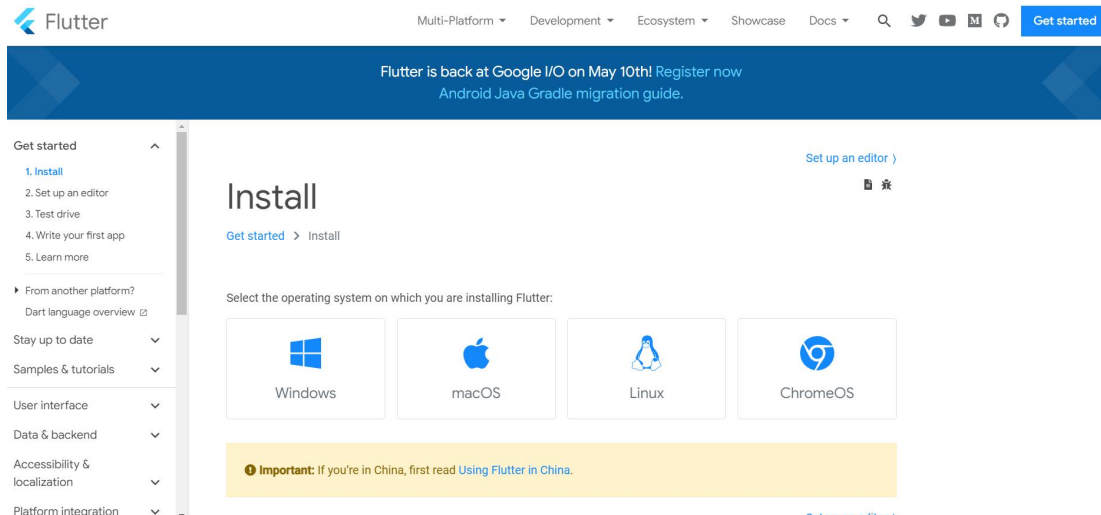 Flutter
Multi-Platform
Development
Ecosystem
Showcase
Docs
Get started
Flutter is back at Google I/O on May 10th! Register now
Android Java Gradle migration guide.
Get started
1. Install
2. Set up an editor
3. Test drive
4. Write your first app
5. Learn more
From another platform?
Dart language overview
Stay up to date
Samples & tutorials
User interface
Data & backend
Accessibility &
localization
Platform integration
Set up an editor
Install
Get started > Install
Select the operating system on which you are installing Flutter:
Windows
macOS
Linux
ChromeOS
Important: If you're in China, first read Using Flutter in China.